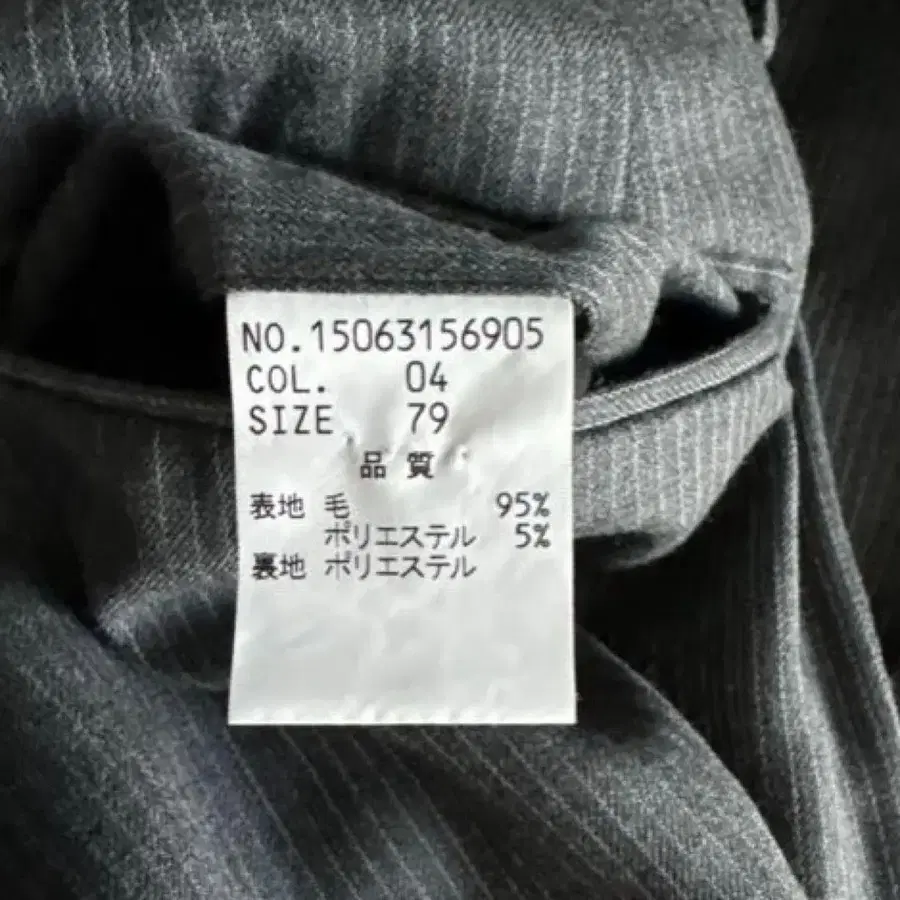 NO.15063156905
COL. 04
SIZE 79
品質
表地 毛 95%
ポリエステル 5%
裏地 ポリエステル